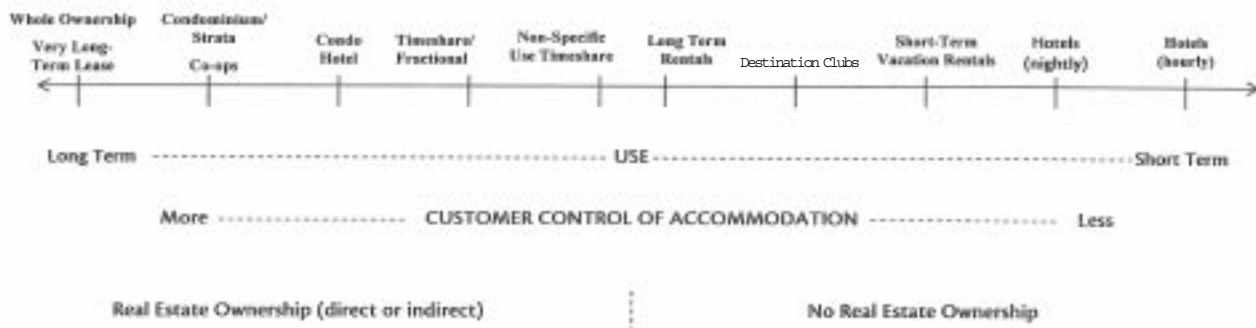 Whole Ownership
Very Long-
Term Lease
Condominium/
Strata
Co-ops
Condo
Hotel
Timeshare/
Fractional
Non-Specific
Use Timeshare
Long Term
Rentals
Destination Clubs
Short-Term
Vacation Rentals
Hotels
(nightly)
Hotels
(hourly)
Long Term USE Short Term
More CUSTOMER CONTROL OF ACCOMMODATION Less
Real Estate Ownership (direct or indirect) No Real Estate Ownership